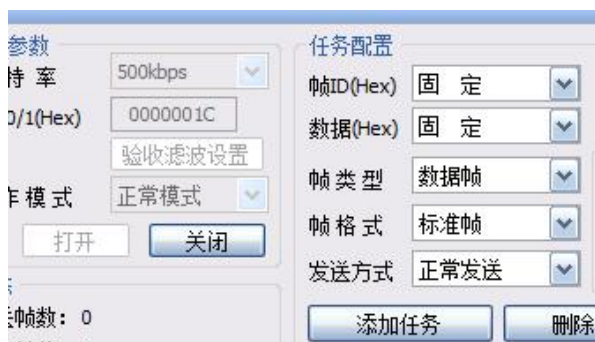 参数
任务配置
持 率
500kbps
帧ID(Hex)
固 定
0/1(Hex)
0000001C
数据(Hex)
固 定
验收滤波设置
作 模 式
正常模式
帧 类 型
数据帧
打开
关闭
帧 格 式
标准帧
发送方式
正常发送
帧数: 0
添加任务
删除